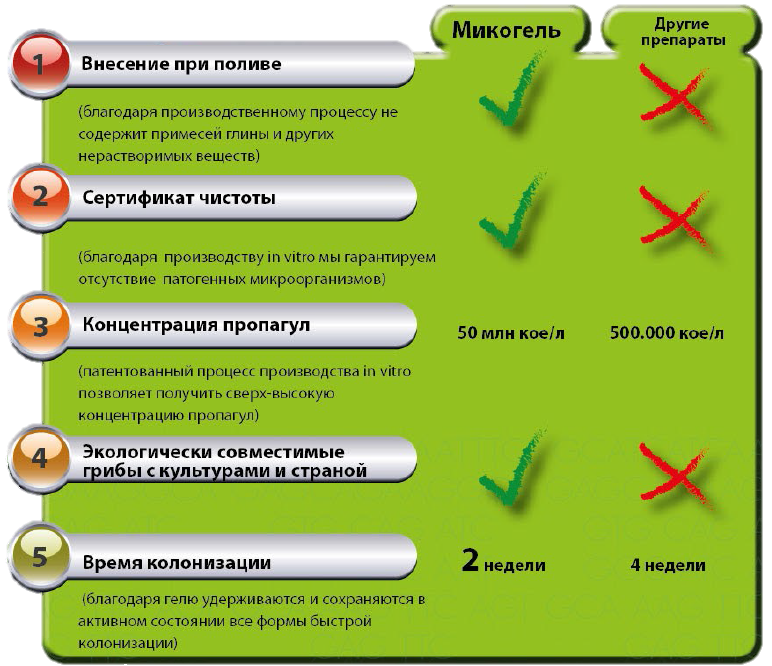 Микогель
Другие
препараты
1 Внесение при поливе
(благодаря производственному процессу не
содержит примесей глины и других
нерастворимых веществ)
2 Сертификат чистоты
(благодаря производству in vitro мы гарантируем
отсутствие патогенных микроорганизмов)
3 Концентрация пропагул
50 млн кое/л
500.000 кое/л
(патентованный процесс производства in vitro
позволяет получить сверх-высокую
концентрацию пропагул)
4 Экологически совместимые
грибы с культурами и страной
5 Время колонизации
2 недели
4 недели
(благодаря гелю удерживаются и сохраняются в
активном состоянии все формы быстрой
колонизации)